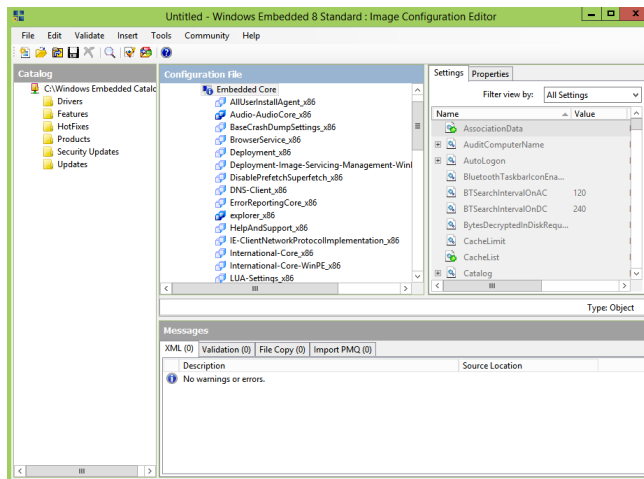 Untitled - Windows Embedded 8 Standard : Image Configuration Editor
File Edit Validate Insert Tools Community Help
Catalog
C:\Windows Embedded Catalc
Drivers
Features
HotFixes
Products
Security Updates
Updates
Configuration File
Embedded Core
AllUserInstallAgent_x86
Audio-AudioCore_x86
BaseCrashDumpSettings_x86
BrowserService_x86
Deployment_x86
Deployment-Image-Servicing-Management-WinI
DisablePrefetchSuperfetch_x86
DNS-Client_x86
ErrorReportingCore_x86
explorer_x86
HelpAndSupport_x86
IE-ClientNetworkProtocolImplementation_x86
International-Core_x86
International-Core-WinPE_x86
LUA-Settings_x86
Settings Properties
Filter view by: All Settings
Name Value
AssociationData
AuditComputerName
AutoLogon
BluetoothTaskbarIconEna...
BTSearchIntervalOnAC 120
BTSearchIntervalOnDC 240
BytesDecryptedInDiskRequ...
CacheLimit
CacheList
Catalog
Type: Object
Messages
XML (0) Validation (0) File Copy (0) Import PMQ (0)
Description Source Location
No warnings or errors.